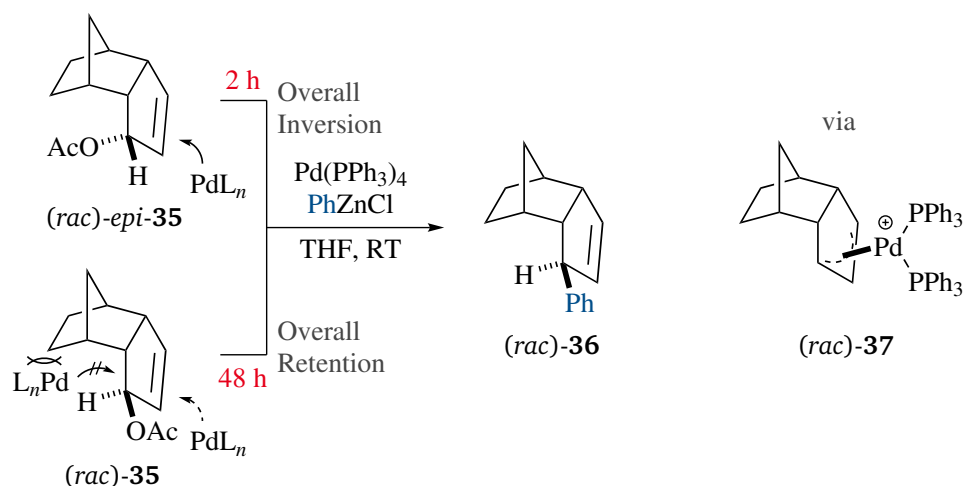 2 h
Overall
Inversion
AcO
H
PdLn
(rac)-epi-35
Pd(PPh3)4
PhZnCl
THF, RT
H
Ph
(rac)-36
via
⊕
Pd
PPh3
PPh3
(rac)-37
Overall
Retention
48 h
LnPd
H
OAc
PdLn
(rac)-35